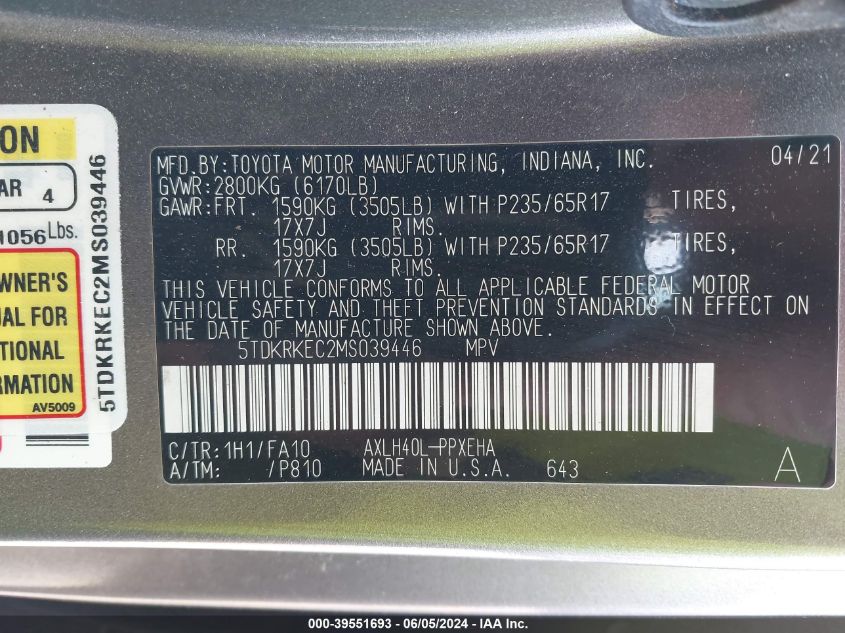 ON
AR 4
1056 Lbs.
WNER'S
UAL FOR
TIONAL
RMATION
AV5009
5TDKRKEC2MS039446
MFD.BY:TOYOTA MOTOR MANUFACTURING, INDIANA, INC. 04/21
GVWR:2800KG (6170LB)
GAWR:FRT. 1590KG (3505LB) WITH P235/65R17 TIRES,
17X7J RIMS.
RR. 1590KG (3505LB) WITH P235/65R17 TIRES,
17X7J RIMS.
THIS VEHICLE CONFORMS TO ALL APPLICABLE FEDERAL MOTOR
VEHICLE SAFETY AND THEFT PREVENTION STANDARDS IN EFFECT ON
THE DATE OF MANUFACTURE SHOWN ABOVE.
5TDKRKEC2MS039446 MPV
C/TR:1H1/FA10 AXLH40L-PPXEHA
A/TM: /P810 MADE IN U.S.A. 643 A
000-39551693 - 06/05/2024 - IAA Inc.